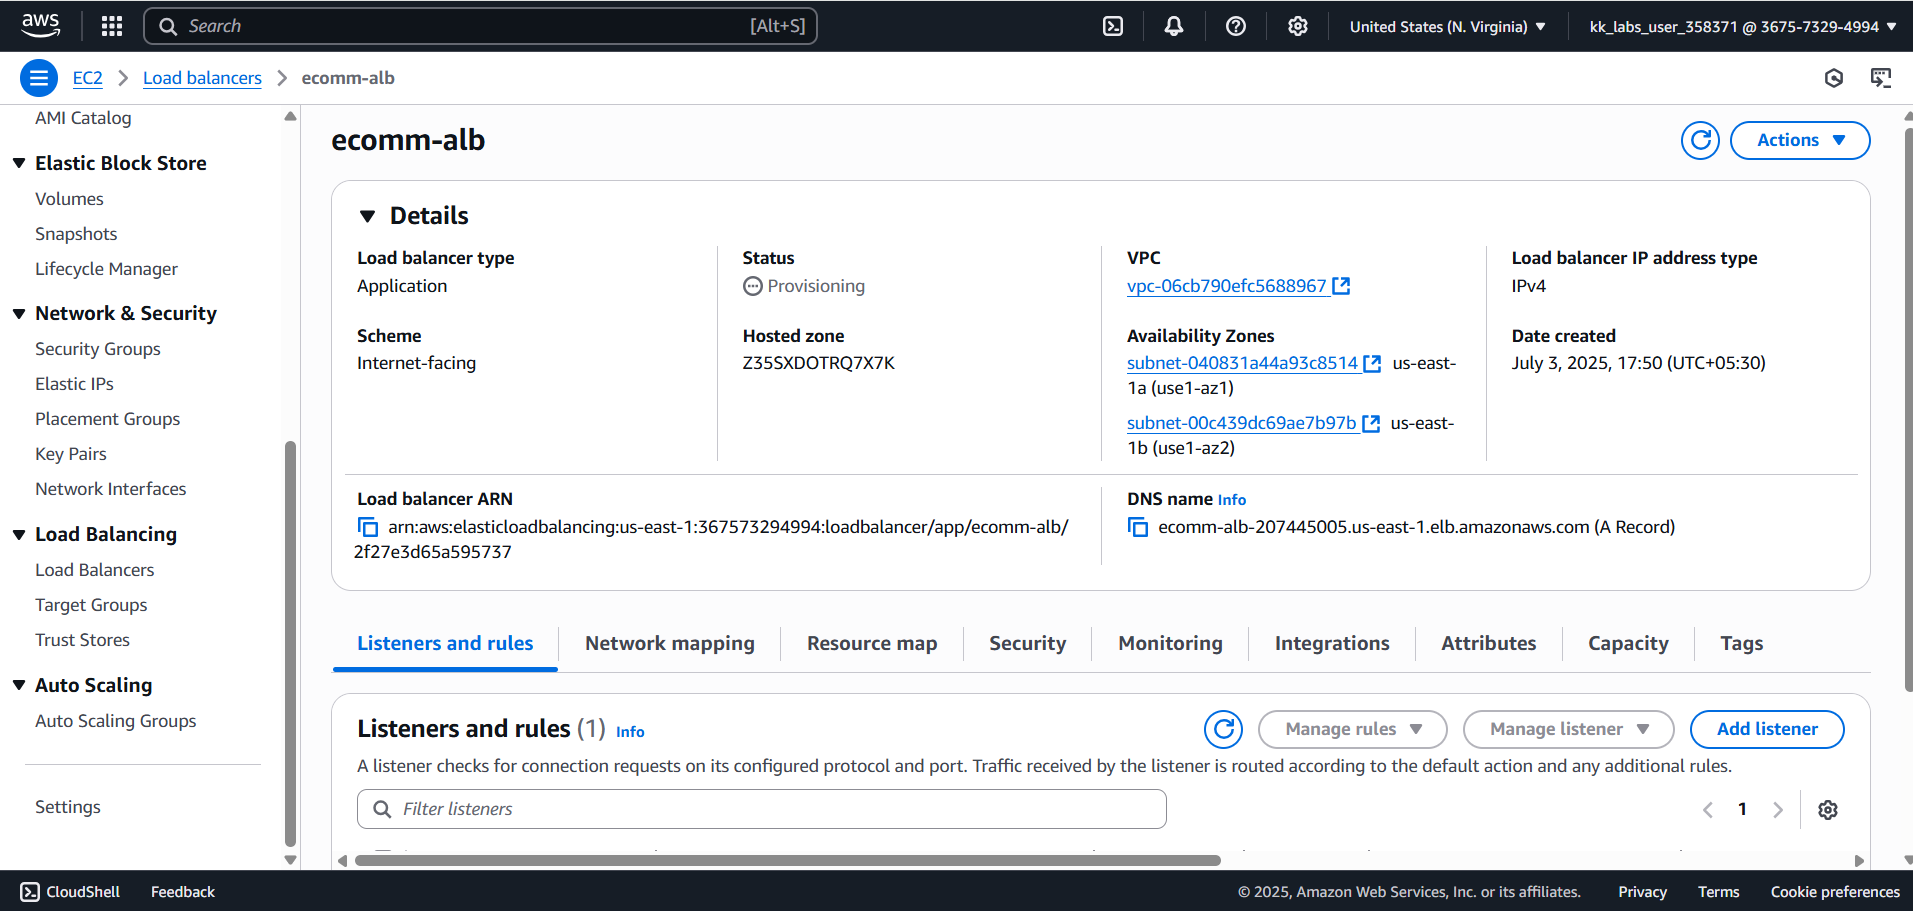 aws
Search
[Alt+S]
United States (N. Virginia)
kk_labs_user_358371 @ 3675-7329-4994
EC2
Load balancers
ecomm-alb
AMI Catalog
Elastic Block Store
Volumes
Snapshots
Lifecycle Manager
Network & Security
Security Groups
Elastic IPs
Placement Groups
Key Pairs
Network Interfaces
Load Balancing
Load Balancers
Target Groups
Trust Stores
Auto Scaling
Auto Scaling Groups
Settings
ecomm-alb
Actions
Details
Load balancer type
Application
Status
Provisioning
VPC
vpc-06cb790efc5688967
Load balancer IP address type
IPv4
Scheme
Internet-facing
Hosted zone
Z35SXDOTRQ7X7K
Availability Zones
subnet-040831a44a93c8514 us-east-
1a (use1-az1)
subnet-00c439dc69ae7b97b us-east-
1b (use1-az2)
Date created
July 3, 2025, 17:50 (UTC+05:30)
Load balancer ARN
arn:aws:elasticloadbalancing:us-east-1:367573294994:loadbalancer/app/ecomm-alb/
2f27e3d65a595737
DNS name Info
ecomm-alb-207445005.us-east-1.elb.amazonaws.com (A Record)
Listeners and rules
Network mapping
Resource map
Security
Monitoring
Integrations
Attributes
Capacity
Tags
Listeners and rules (1) Info
Manage rules
Manage listener
Add listener
A listener checks for connection requests on its configured protocol and port. Traffic received by the listener is routed according to the default action and any additional rules.
Filter listeners
1
CloudShell
Feedback
© 2025, Amazon Web Services, Inc. or its affiliates.
Privacy
Terms
Cookie preferences